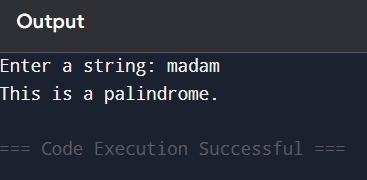 Output
Enter a string: madam
This is a palindrome.
=== Code Execution Successful ===